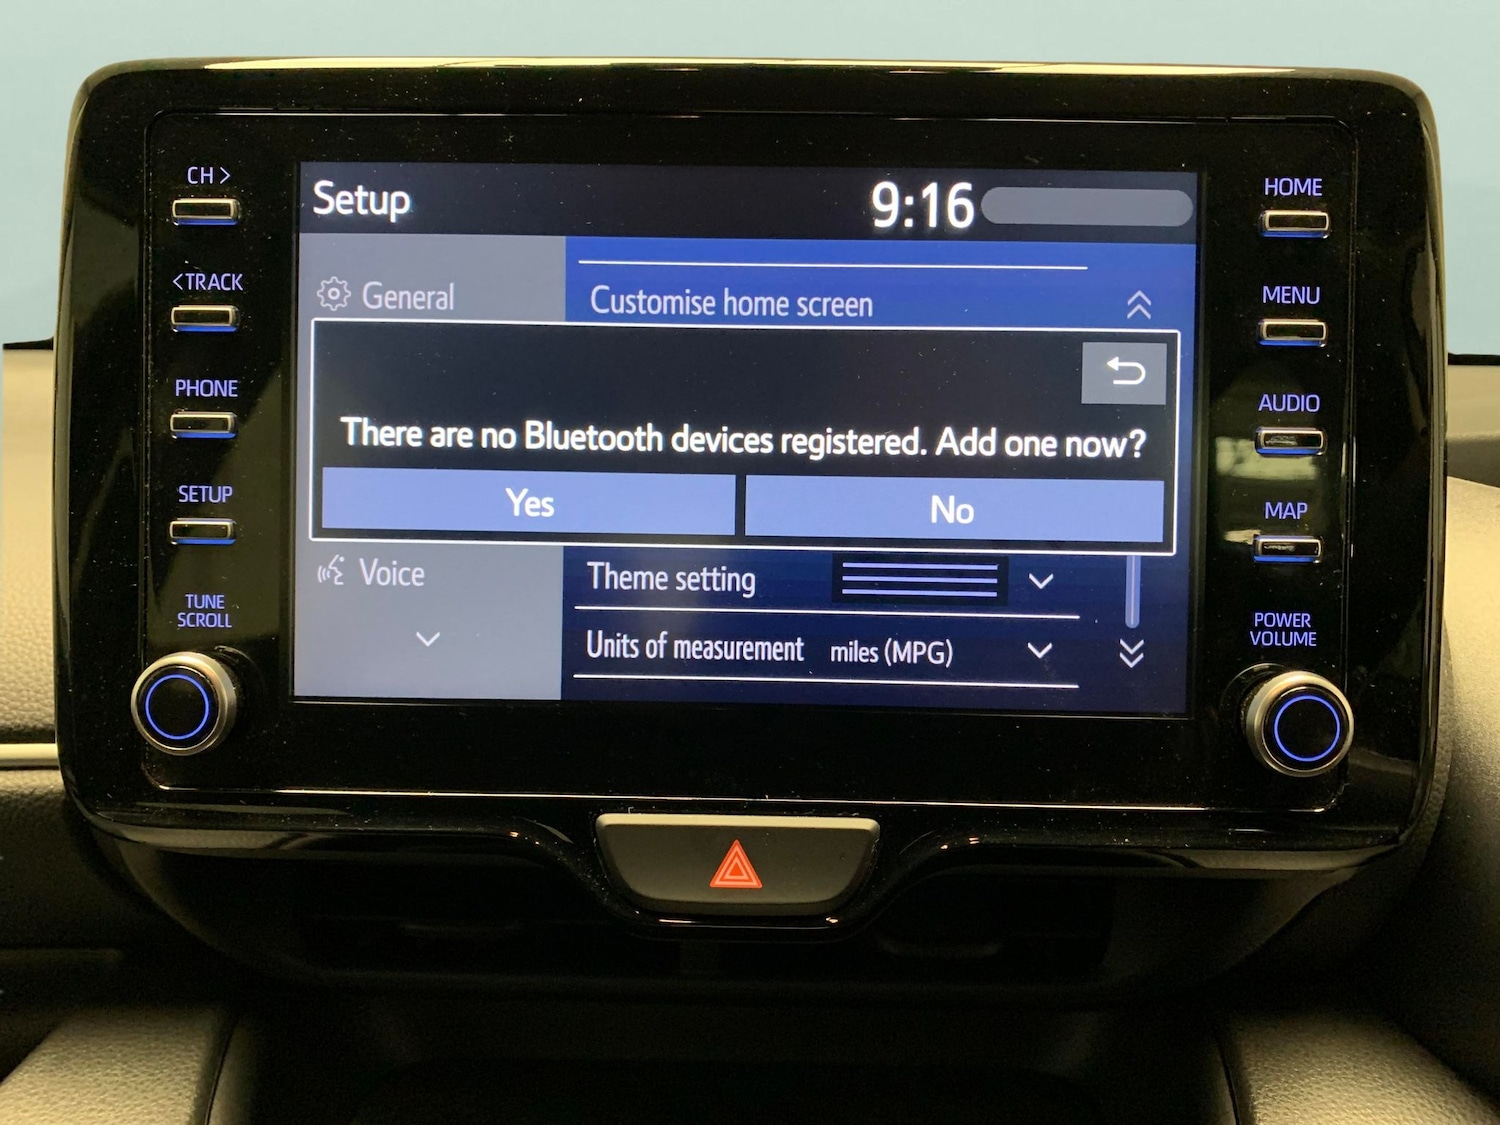 CH >
<TRACK
PHONE
SETUP
TUNE
SCROLL
Setup
9:16
General
Customise home screen
There are no Bluetooth devices registered. Add one now?
Yes
No
Voice
Theme setting
Units of measurement miles (MPG)
HOME
MENU
AUDIO
MAP
POWER
VOLUME